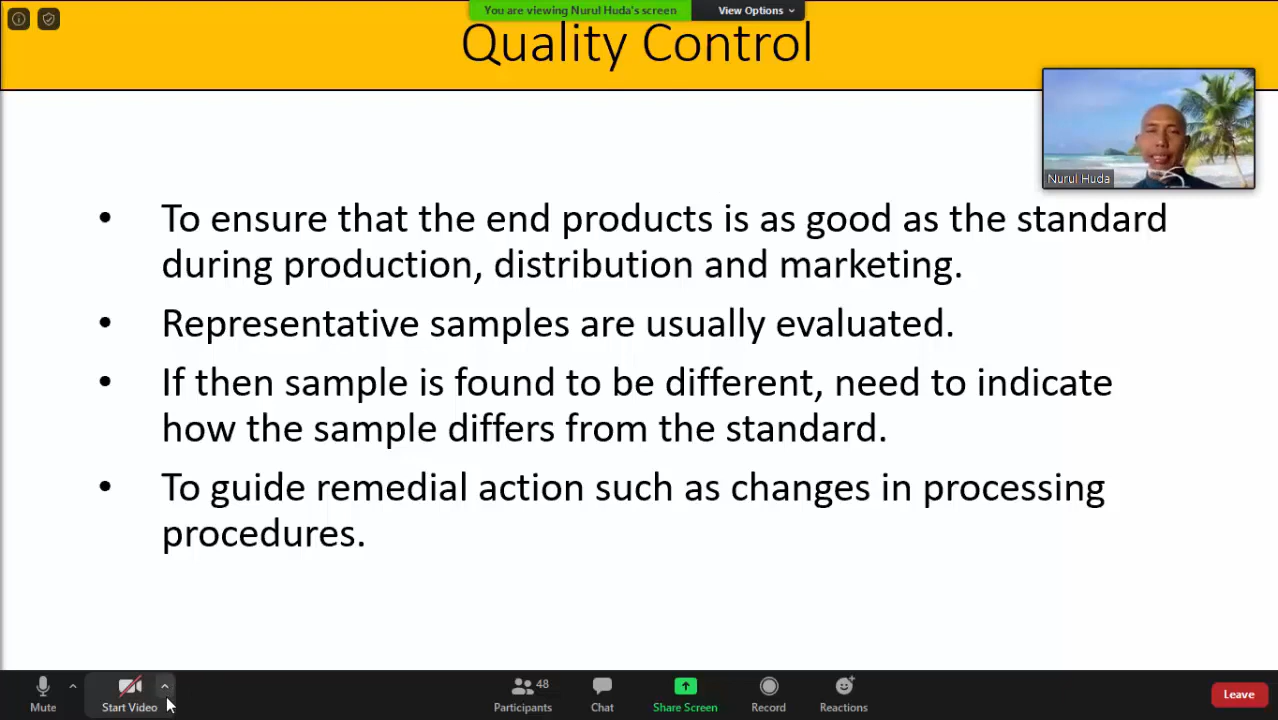 You are viewing Nurul Huda's screen
View Options
Quality Control
Nurul Huda
• To ensure that the end products is as good as the standard
during production, distribution and marketing.
• Representative samples are usually evaluated.
• If then sample is found to be different, need to indicate
how the sample differs from the standard.
• To guide remedial action such as changes in processing
procedures.
48
Mute
Start Video
Participants
Chat
Share Screen
Record
Reactions
Leave